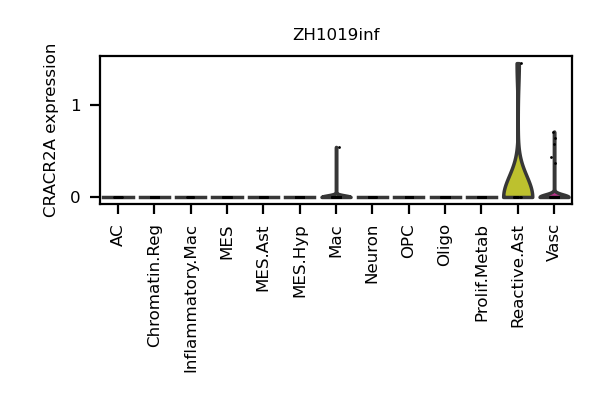 ZH1019inf
CRACR2A expression
1
0
AC
Chromatin.Reg
Inflammatory.Mac
MES
MES.Ast
MES.Hyp
Mac
Neuron
OPC
Oligo
Prolif.Metab
Reactive.Ast
Vasc